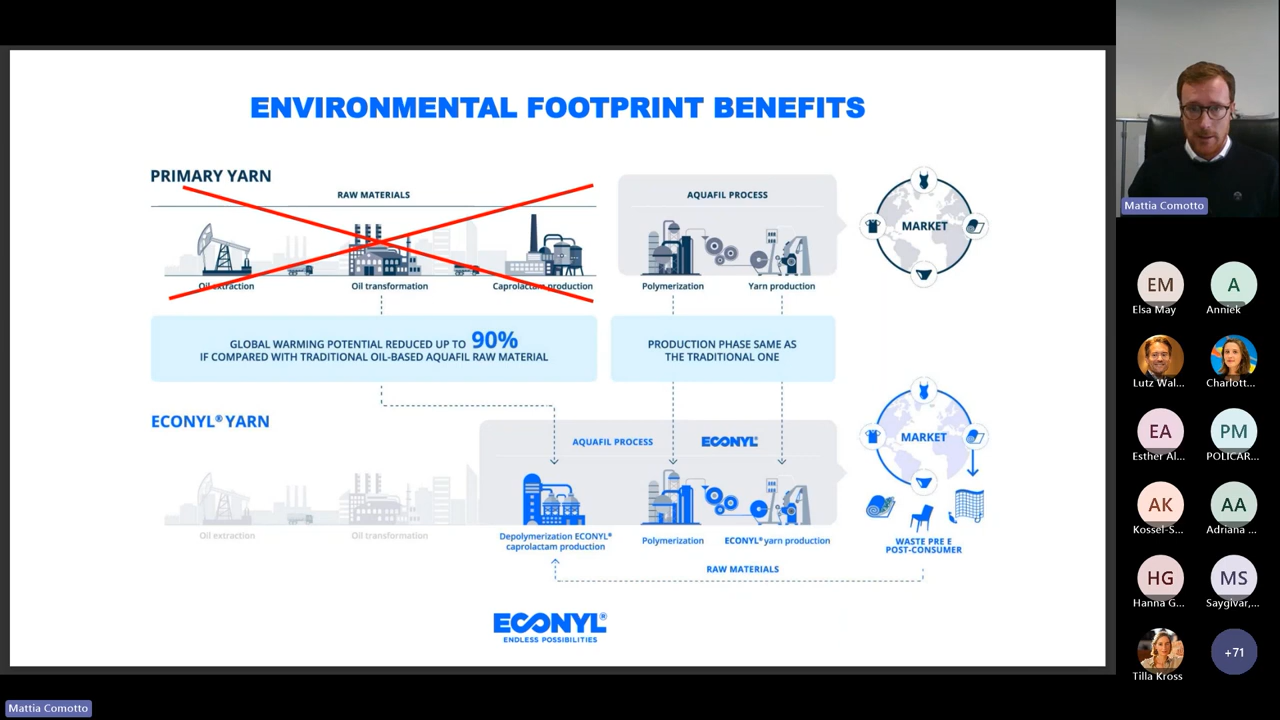 ENVIRONMENTAL FOOTPRINT BENEFITS
PRIMARY YARN
RAW MATERIALS
Oil extraction
Oil transformation
Caprolactam production
AQUAFIL PROCESS
Polymerization
Yarn production
MARKET
GLOBAL WARMING POTENTIAL REDUCED UP TO 90%
IF COMPARED WITH TRADITIONAL OIL-BASED AQUAFIL RAW MATERIAL
PRODUCTION PHASE SAME AS
THE TRADITIONAL ONE
ECONYL® YARN
Oil extraction
Oil transformation
AQUAFIL PROCESS
ECONYL®
Depolymerization ECONYL®
caprolactam production
Polymerization
ECONYL® yarn production
MARKET
WASTE PRE E
POST-CONSUMER
RAW MATERIALS
ECONYL®
ENDLESS POSSIBILITIES
Mattia Comotto
EM
Elsa May
A
Anniek
Lutz Wal...
Charlott...
EA
Esther Al...
PM
POLICAR...
AK
Kossel-S...
AA
Adriana ...
HG
Hanna G...
MS
Saygivar,...
Tilla Kross
+71
Mattia Comotto